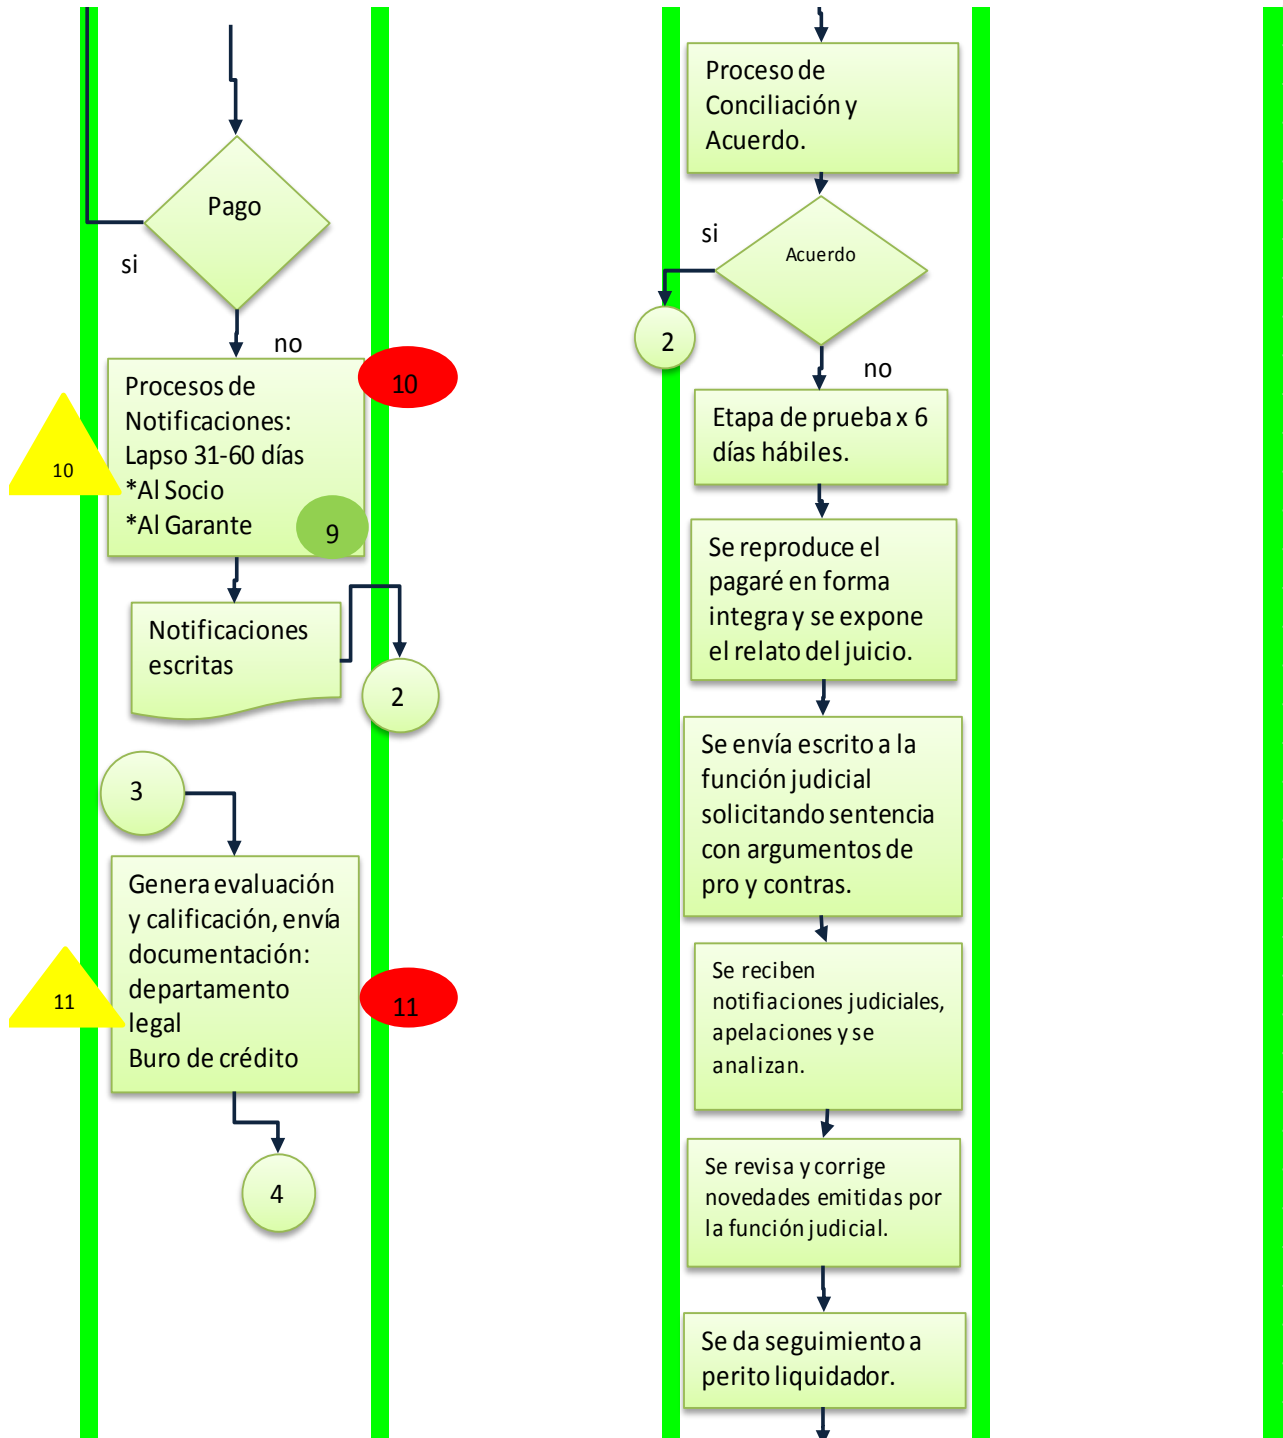 Pago
si
no
10
Procesos de
Notificaciones:
Lapso 31-60 días
*Al Socio
*Al Garante
10
9
Notificaciones
escritas
2
3
Genera evaluación
y calificación, envía
documentación:
departamento
legal
Buro de crédito
11
11
4
Proceso de
Conciliación y
Acuerdo.
si
Acuerdo
2
no
Etapa de prueba x 6
días hábiles.
Se reproduce el
pagaré en forma
integra y se expone
el relato del juicio.
Se envía escrito a la
función judicial
solicitando sentencia
con argumentos de
pro y contras.
Se reciben
notifiaciones judiciales,
apelaciones y se
analizan.
Se revisa y corrige
novedades emitidas por
la función judicial.
Se da seguimiento a
perito liquidador.